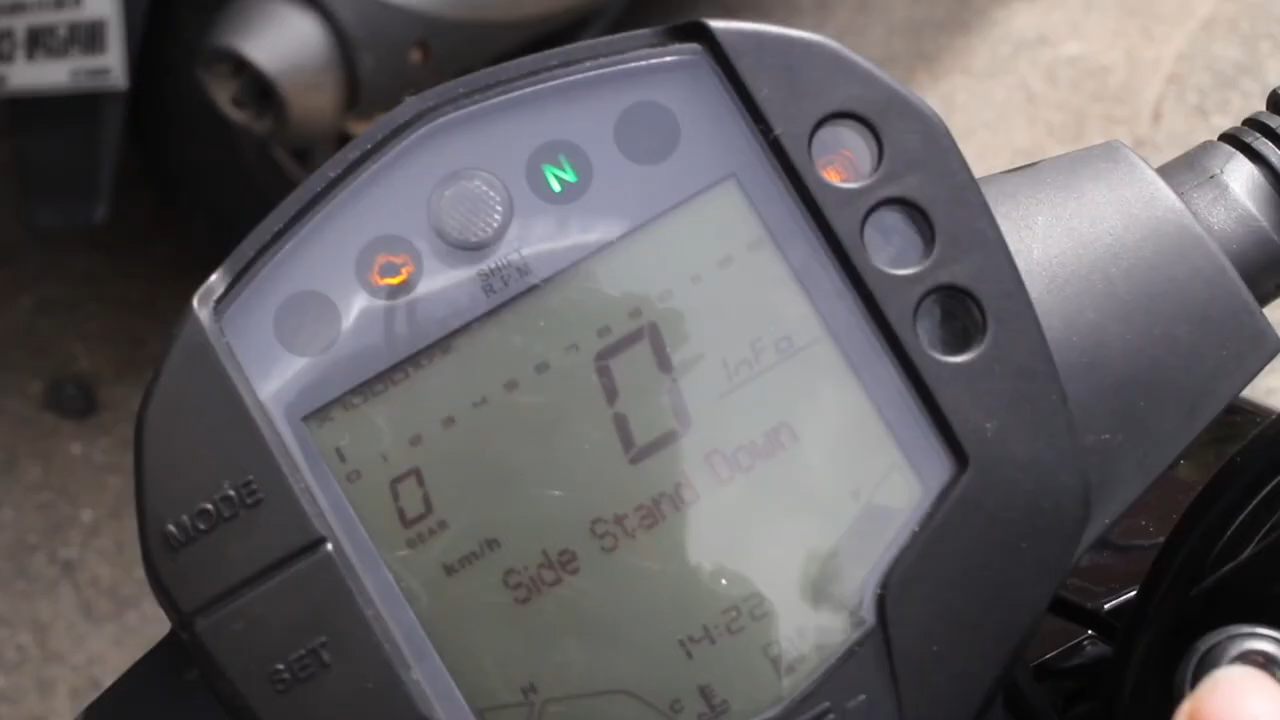 N
SHIFT
R.P.M
0
InFo
0
GEAR
km/h
Side Stand Down
MODE
14:22
SET
H
C